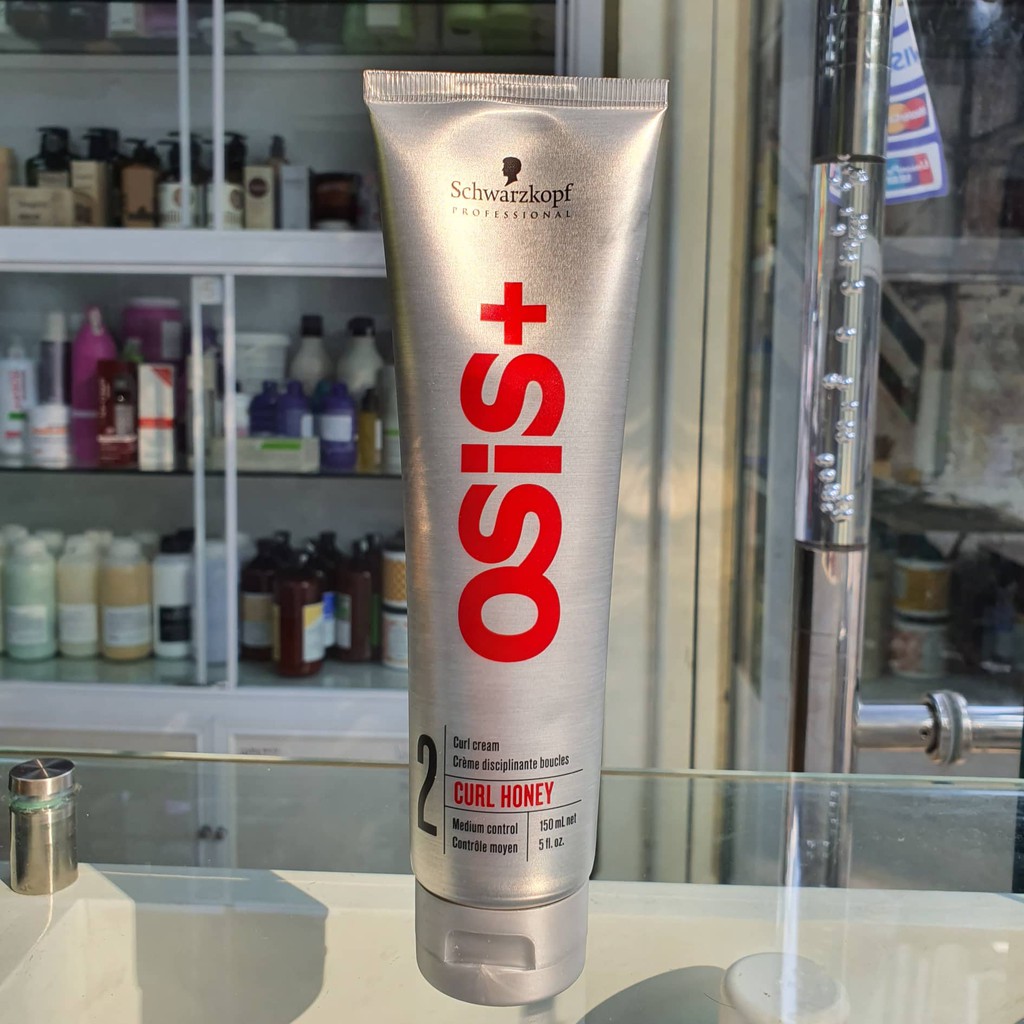 Schwarzkopf
PROFESSIONAL
OSiS+
2
Curl cream
Crème disciplinante boucles
CURL HONEY
Medium control
Contrôle moyen
150 mL net
5 fl. oz.